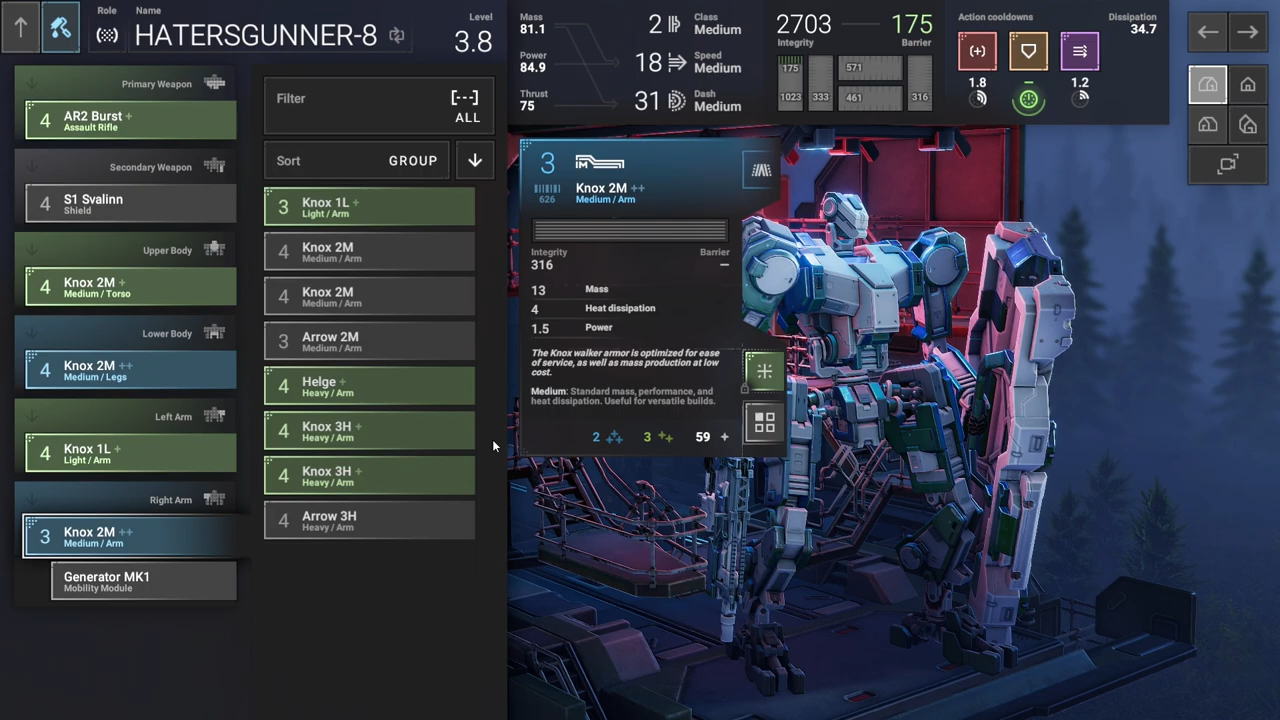 Role
Name
HATERSGUNNER-8
Level
3.8
Primary Weapon
4
AR2 Burst +
Assault Rifle
Secondary Weapon
4
S1 Svalinn
Shield
Upper Body
4
Knox 2M +
Medium / Torso
Lower Body
4
Knox 2M ++
Medium / Legs
Left Arm
4
Knox 1L +
Light / Arm
Right Arm
3
Knox 2M ++
Medium / Arm
Generator MK1
Mobility Module
Filter
[---]
ALL
Sort
GROUP
3
Knox 1L +
Light / Arm
4
Knox 2M
Medium / Arm
4
Knox 2M
Medium / Arm
3
Arrow 2M
Medium / Arm
4
Helge +
Heavy / Arm
4
Knox 3H +
Heavy / Arm
4
Knox 3H +
Heavy / Arm
4
Arrow 3H
Heavy / Arm
Mass
81.1
2
Class
Medium
Power
84.9
18
Speed
Medium
Thrust
75
31
Dash
Medium
2703
175
Integrity
Barrier
175
1023
333
571
461
316
Action cooldowns
Dissipation
34.7
1.8
–
1.2
3
626
Knox 2M ++
Medium / Arm
Integrity
Barrier
316
–
13
Mass
4
Heat dissipation
1.5
Power
The Knox walker armor is optimized for ease
of service, as well as mass production at low
cost.
Medium: Standard mass, performance, and
heat dissipation. Useful for versatile builds.
2
3
59 +